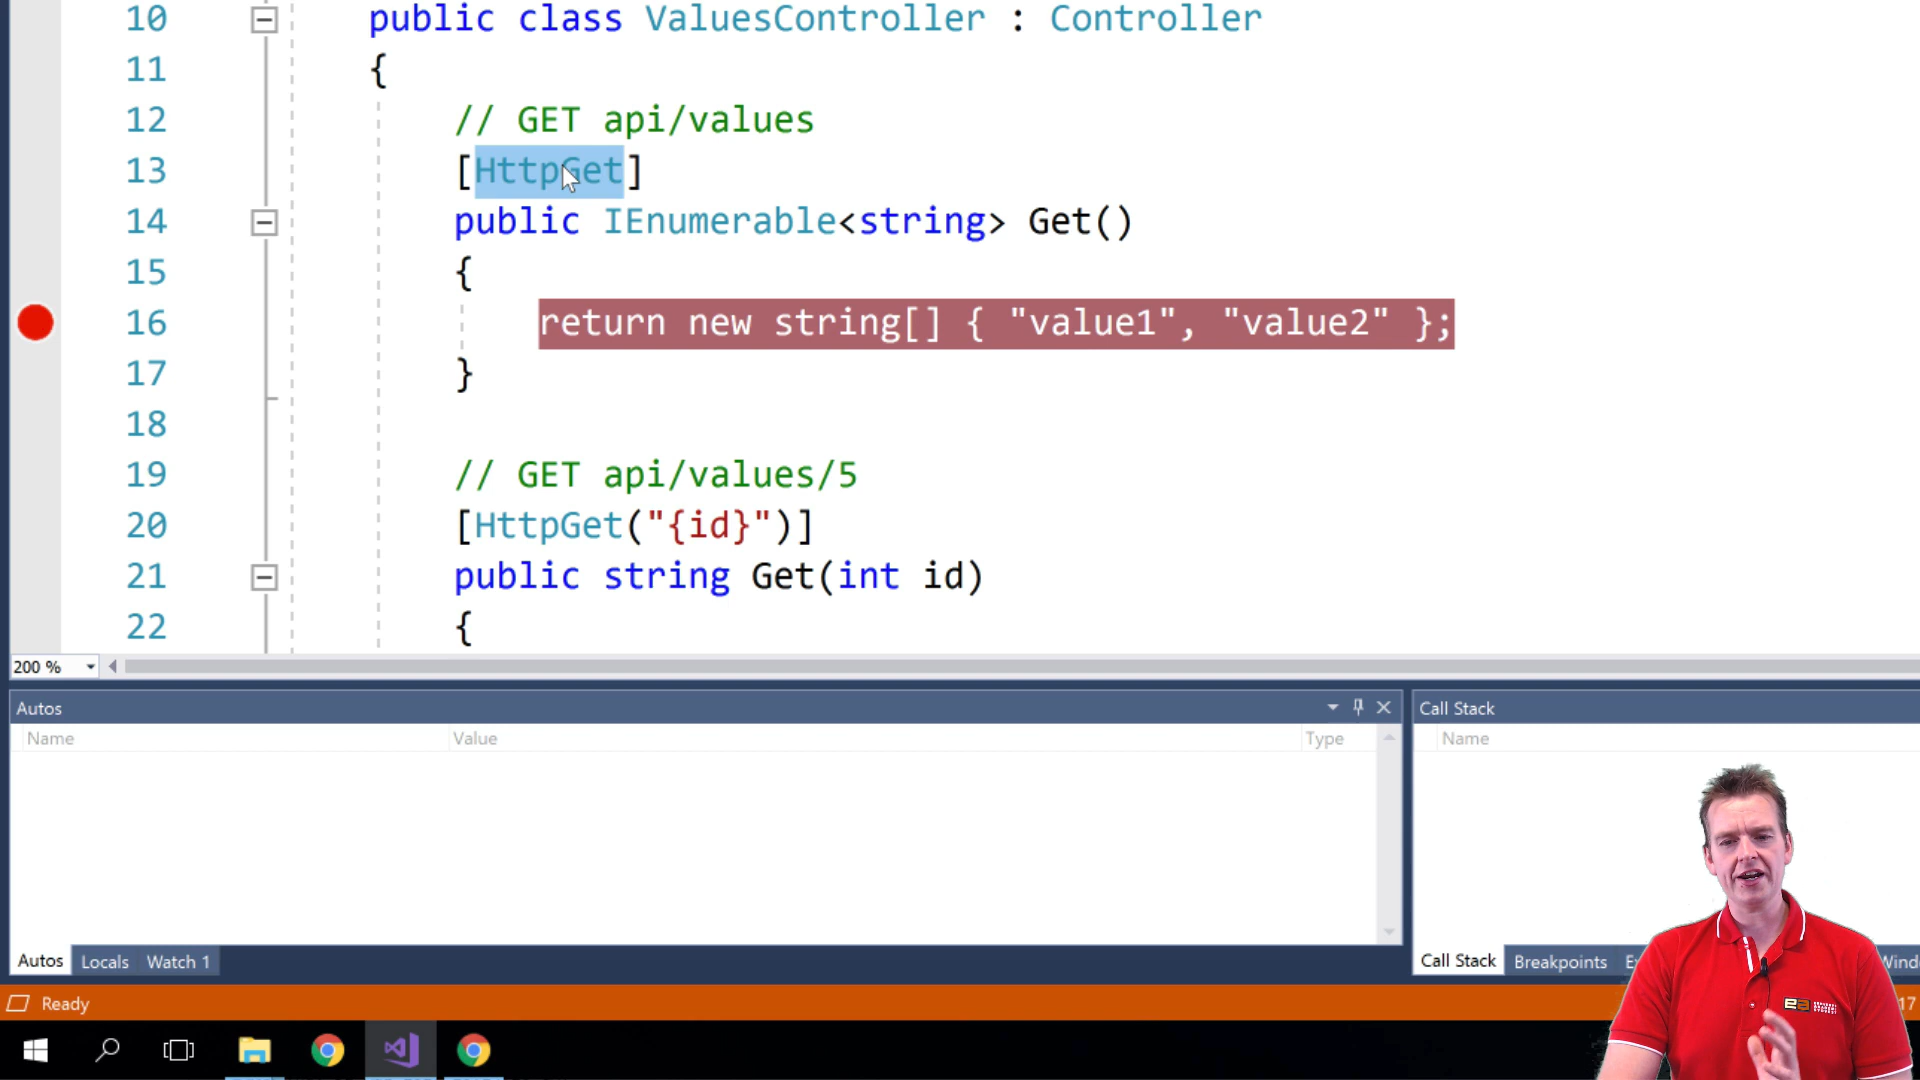 10 public class ValuesController : Controller
11 {
12 // GET api/values
13 [HttpGet]
14 public IEnumerable<string> Get()
15 {
16 return new string[] { "value1", "value2" };
17 }
18
19 // GET api/values/5
20 [HttpGet("{id}")]
21 public string Get(int id)
22 {
200 %
Autos
Call Stack
Name Value Type
Name
Autos Locals Watch 1
Call Stack Breakpoints
Ready
17